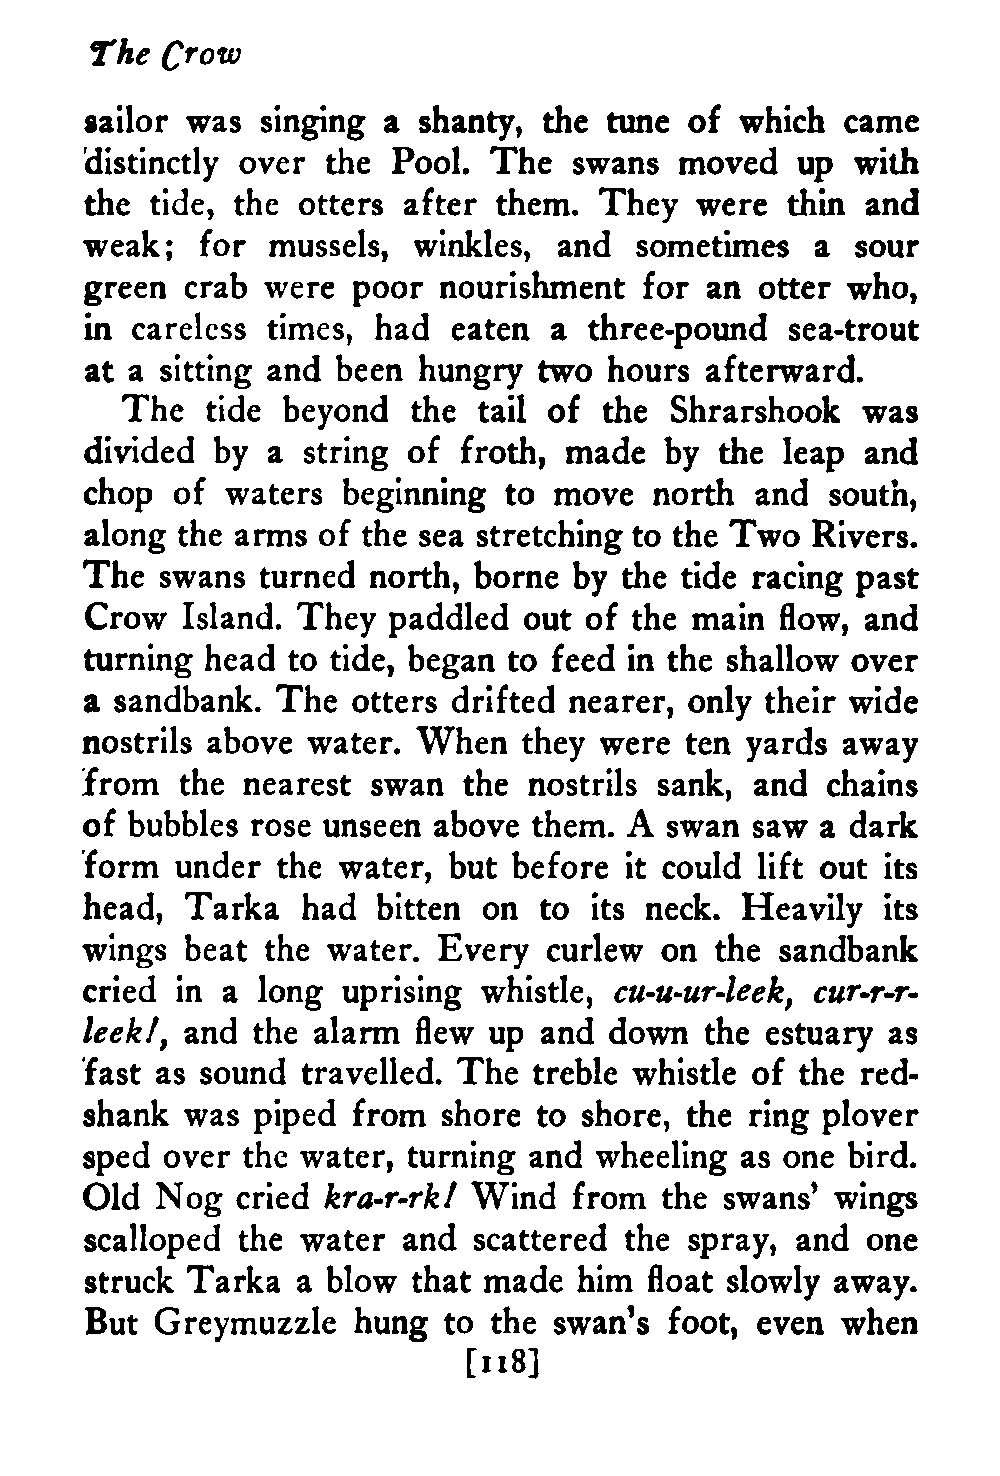 The Crow
sailor was singing a shanty, the tune of which came
distinctly over the Pool. The swans moved up with
the tide, the otters after them. They were thin and
weak; for mussels, winkles, and sometimes a sour
green crab were poor nourishment for an otter who,
in careless times, had eaten a three-pound sea-trout
at a sitting and been hungry two hours afterward.
The tide beyond the tail of the Shrarshook was
divided by a string of froth, made by the leap and
chop of waters beginning to move north and south,
along the arms of the sea stretching to the Two Rivers.
The swans turned north, borne by the tide racing past
Crow Island. They paddled out of the main flow, and
turning head to tide, began to feed in the shallow over
a sandbank. The otters drifted nearer, only their wide
nostrils above water. When they were ten yards away
from the nearest swan the nostrils sank, and chains
of bubbles rose unseen above them. A swan saw a dark
form under the water, but before it could lift out its
head, Tarka had bitten on to its neck. Heavily its
wings beat the water. Every curlew on the sandbank
cried in a long uprising whistle, cu-u-ur-leek, cur-r-r-
leek!, and the alarm flew up and down the estuary as
fast as sound travelled. The treble whistle of the red-
shank was piped from shore to shore, the ring plover
sped over the water, turning and wheeling as one bird.
Old Nog cried kra-r-rk! Wind from the swans' wings
scalloped the water and scattered the spray, and one
struck Tarka a blow that made him float slowly away.
But Greymuzzle hung to the swan's foot, even when
[118]